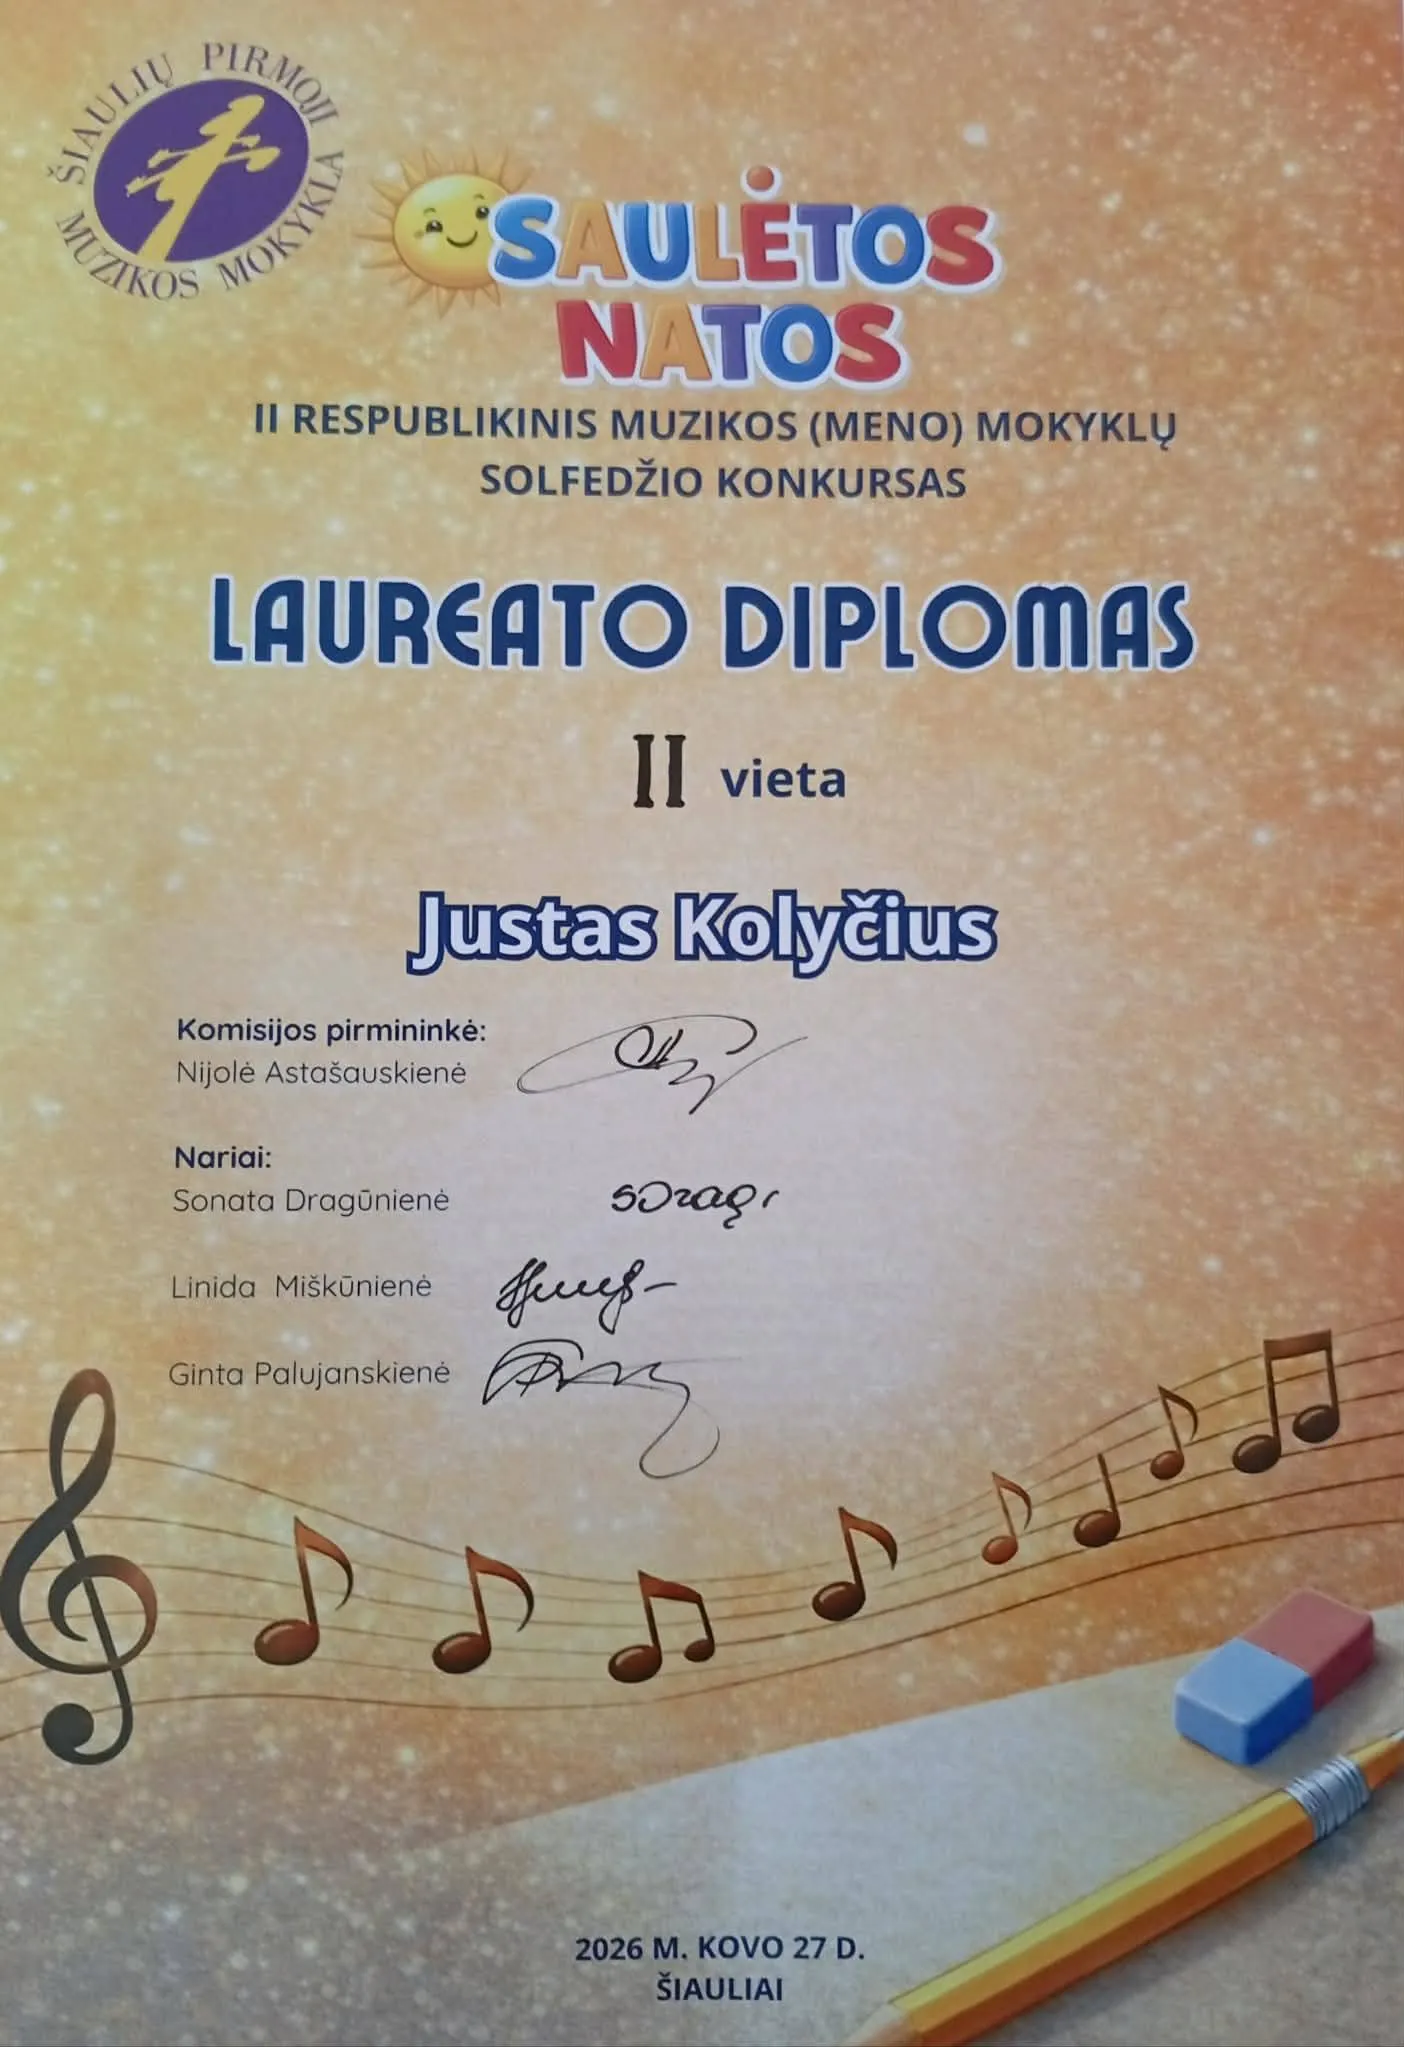 ŠIAULIŲ PIRMOJI
MUZIKOS MOKYKLA
SAULĖTOS
NATOS
II RESPUBLIKINIS MUZIKOS (MENO) MOKYKLŲ
SOLFEDŽIO KONKURSAS
LAUREATO DIPLOMAS
II vieta
Justas Kolyčius
Komisijos pirmininkė:
Nijolė Astašauskienė
Nariai:
Sonata Dragūnienė
Linida Miškūnienė
Ginta Palujanskienė
2026 M. KOVO 27 D.
ŠIAULIAI